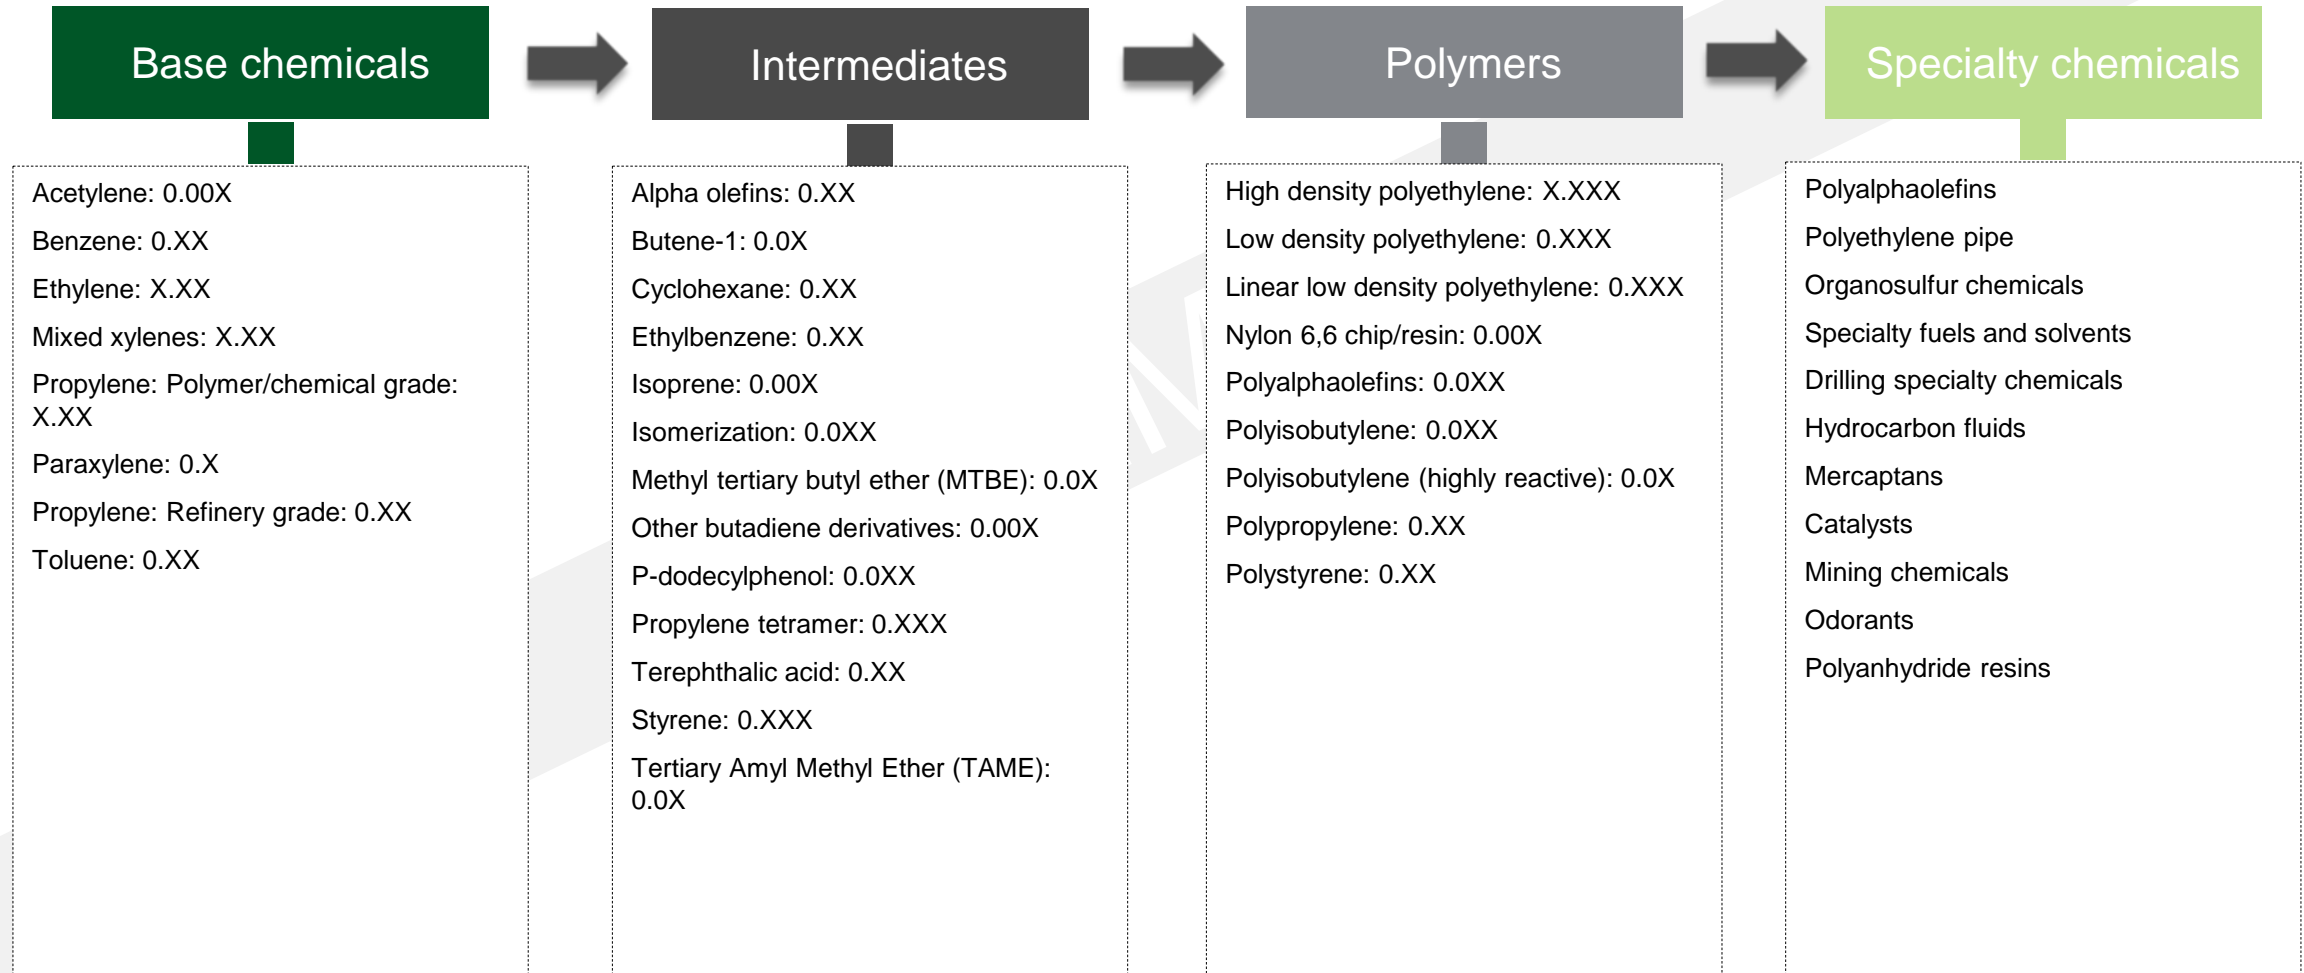 Base chemicals
Intermediates
Polymers
Specialty chemicals
Acetylene: 0.00X
Benzene: 0.XX
Ethylene: X.XX
Mixed xylenes: X.XX
Propylene: Polymer/chemical grade:
X.XX
Paraxylene: 0.X
Propylene: Refinery grade: 0.XX
Toluene: 0.XX
Alpha olefins: 0.XX
Butene-1: 0.0X
Cyclohexane: 0.XX
Ethylbenzene: 0.XX
Isoprene: 0.00X
Isomerization: 0.0XX
Methyl tertiary butyl ether (MTBE): 0.0X
Other butadiene derivatives: 0.00X
P-dodecylphenol: 0.0XX
Propylene tetramer: 0.XXX
Terephthalic acid: 0.XX
Styrene: 0.XXX
Tertiary Amyl Methyl Ether (TAME):
0.0X
High density polyethylene: X.XXX
Low density polyethylene: 0.XXX
Linear low density polyethylene: 0.XXX
Nylon 6,6 chip/resin: 0.00X
Polyalphaolefins: 0.0XX
Polyisobutylene: 0.0XX
Polyisobutylene (highly reactive): 0.0X
Polypropylene: 0.XX
Polystyrene: 0.XX
Polyalphaolefins
Polyethylene pipe
Organosulfur chemicals
Specialty fuels and solvents
Drilling specialty chemicals
Hydrocarbon fluids
Mercaptans
Catalysts
Mining chemicals
Odorants
Polyanhydride resins